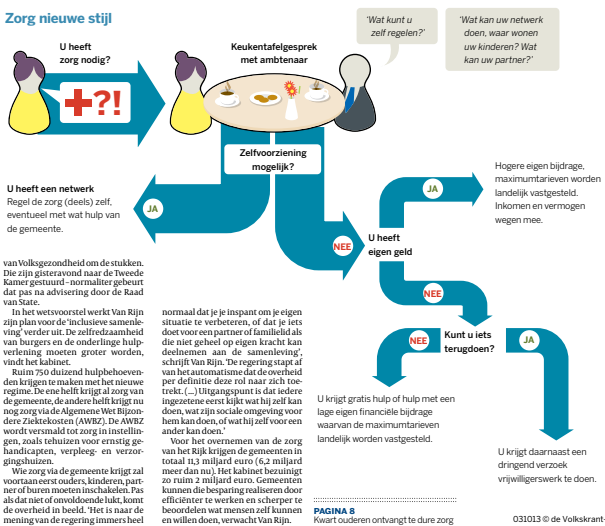 Zorg nieuwe stijl
U heeft
zorg nodig?
+?!
Keukentafelgesprek
met ambtenaar
'Wat kunt u
zelf regelen?'
'Wat kan uw netwerk
doen, waar wonen
uw kinderen? Wat
kan uw partner?'
Zelfvoorziening
mogelijk?
U heeft een netwerk
Regel de zorg (deels) zelf,
eventueel met wat hulp van
de gemeente.
JA
NEE
U heeft
eigen geld
JA
Hogere eigen bijdrage,
maximumtarieven worden
landelijk vastgesteld.
Inkomen en vermogen
wegen mee.
NEE
Kunt u iets
terugdoen?
NEE
JA
U krijgt gratis hulp of hulp met een
lage eigen financiële bijdrage
waarvan de maximumtarieven
landelijk worden vastgesteld.
U krijgt daarnaast een
dringend verzoek
vrijwilligerswerk te doen.
van Volksgezondheid om de stukken.
Die zijn gisteravond naar de Tweede
Kamer gestuurd – normaliter gebeurt
dat pas na advisering door de Raad
van State.
In het wetsvoorstel werkt Van Rijn
zijn plan voor de 'inclusieve samenle-
ving' verder uit. De zelfredzaamheid
van burgers en de onderlinge hulp-
verlening moeten groter worden,
vindt het kabinet.
Ruim 750 duizend hulpbehoeven-
den krijgen te maken met het nieuwe
regime. De ene helft krijgt al zorg van
de gemeente, de andere helft krijgt nu
nog zorg via de Algemene Wet Bijzon-
dere Ziektekosten (AWBZ). De AWBZ
wordt versmald tot zorg in instellin-
gen, zoals tehuizen voor ernstig ge-
handicapten, verpleeg- en verzor-
gingshuizen.
Wie zorg via de gemeente krijgt zal
voortaan eerst ouders, kinderen, part-
ner of buren moeten inschakelen. Pas
als dat niet of onvoldoende lukt, komt
de overheid in beeld. 'Het is naar de
mening van de regering immers heel
normaal dat je je inspant om je eigen
situatie te verbeteren, of dat je iets
doet voor een partner of familielid als
die niet geheel op eigen kracht kan
deelnemen aan de samenleving',
schrijft Van Rijn. 'De regering stapt af
van het automatisme dat de overheid
per definitie deze rol naar zich toe-
trekt. (...) Uitgangspunt is dat iedere
ingezetene eerst kijkt wat hij zelf kan
doen, wat zijn sociale omgeving voor
hem kan doen, of wat hij zelf voor een
ander kan doen.'
Voor het overnemen van de zorg
van het Rijk krijgen de gemeenten in
totaal 11,3 miljard euro (6,2 miljard
meer dan nu). Het kabinet bezuinigt
zo ruim 2 miljard euro. Gemeenten
kunnen die besparing realiseren door
efficiënter te werken en scherper te
beoordelen wat mensen zelf kunnen
en willen doen, verwacht Van Rijn.
PAGINA 8
Kwart ouderen ontvangt te dure zorg
031013 © de Volkskrant